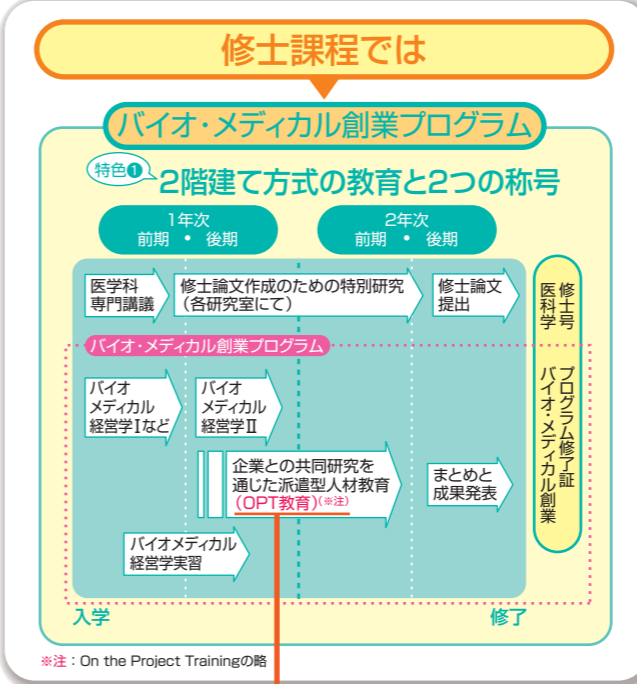 修士課程では
バイオ・メディカル創業プログラム
特色❶
2階建て方式の教育と2つの称号
1年次
前期 • 後期
2年次
前期 • 後期
医学科
専門講義
修士論文作成のための特別研究
(各研究室にて)
修士論文
提出
修士号
医科学
バイオ・メディカル創業プログラム
バイオ
メディカル
経営学Ⅰなど
バイオ
メディカル
経営学Ⅱ
企業との共同研究を
通じた派遣型人材教育
(OPT教育)(※注)
まとめと
成果発表
プログラム修了証
バイオ・メディカル創業
バイオメディカル
経営学実習
入学
修了
※注:On the Project Trainingの略